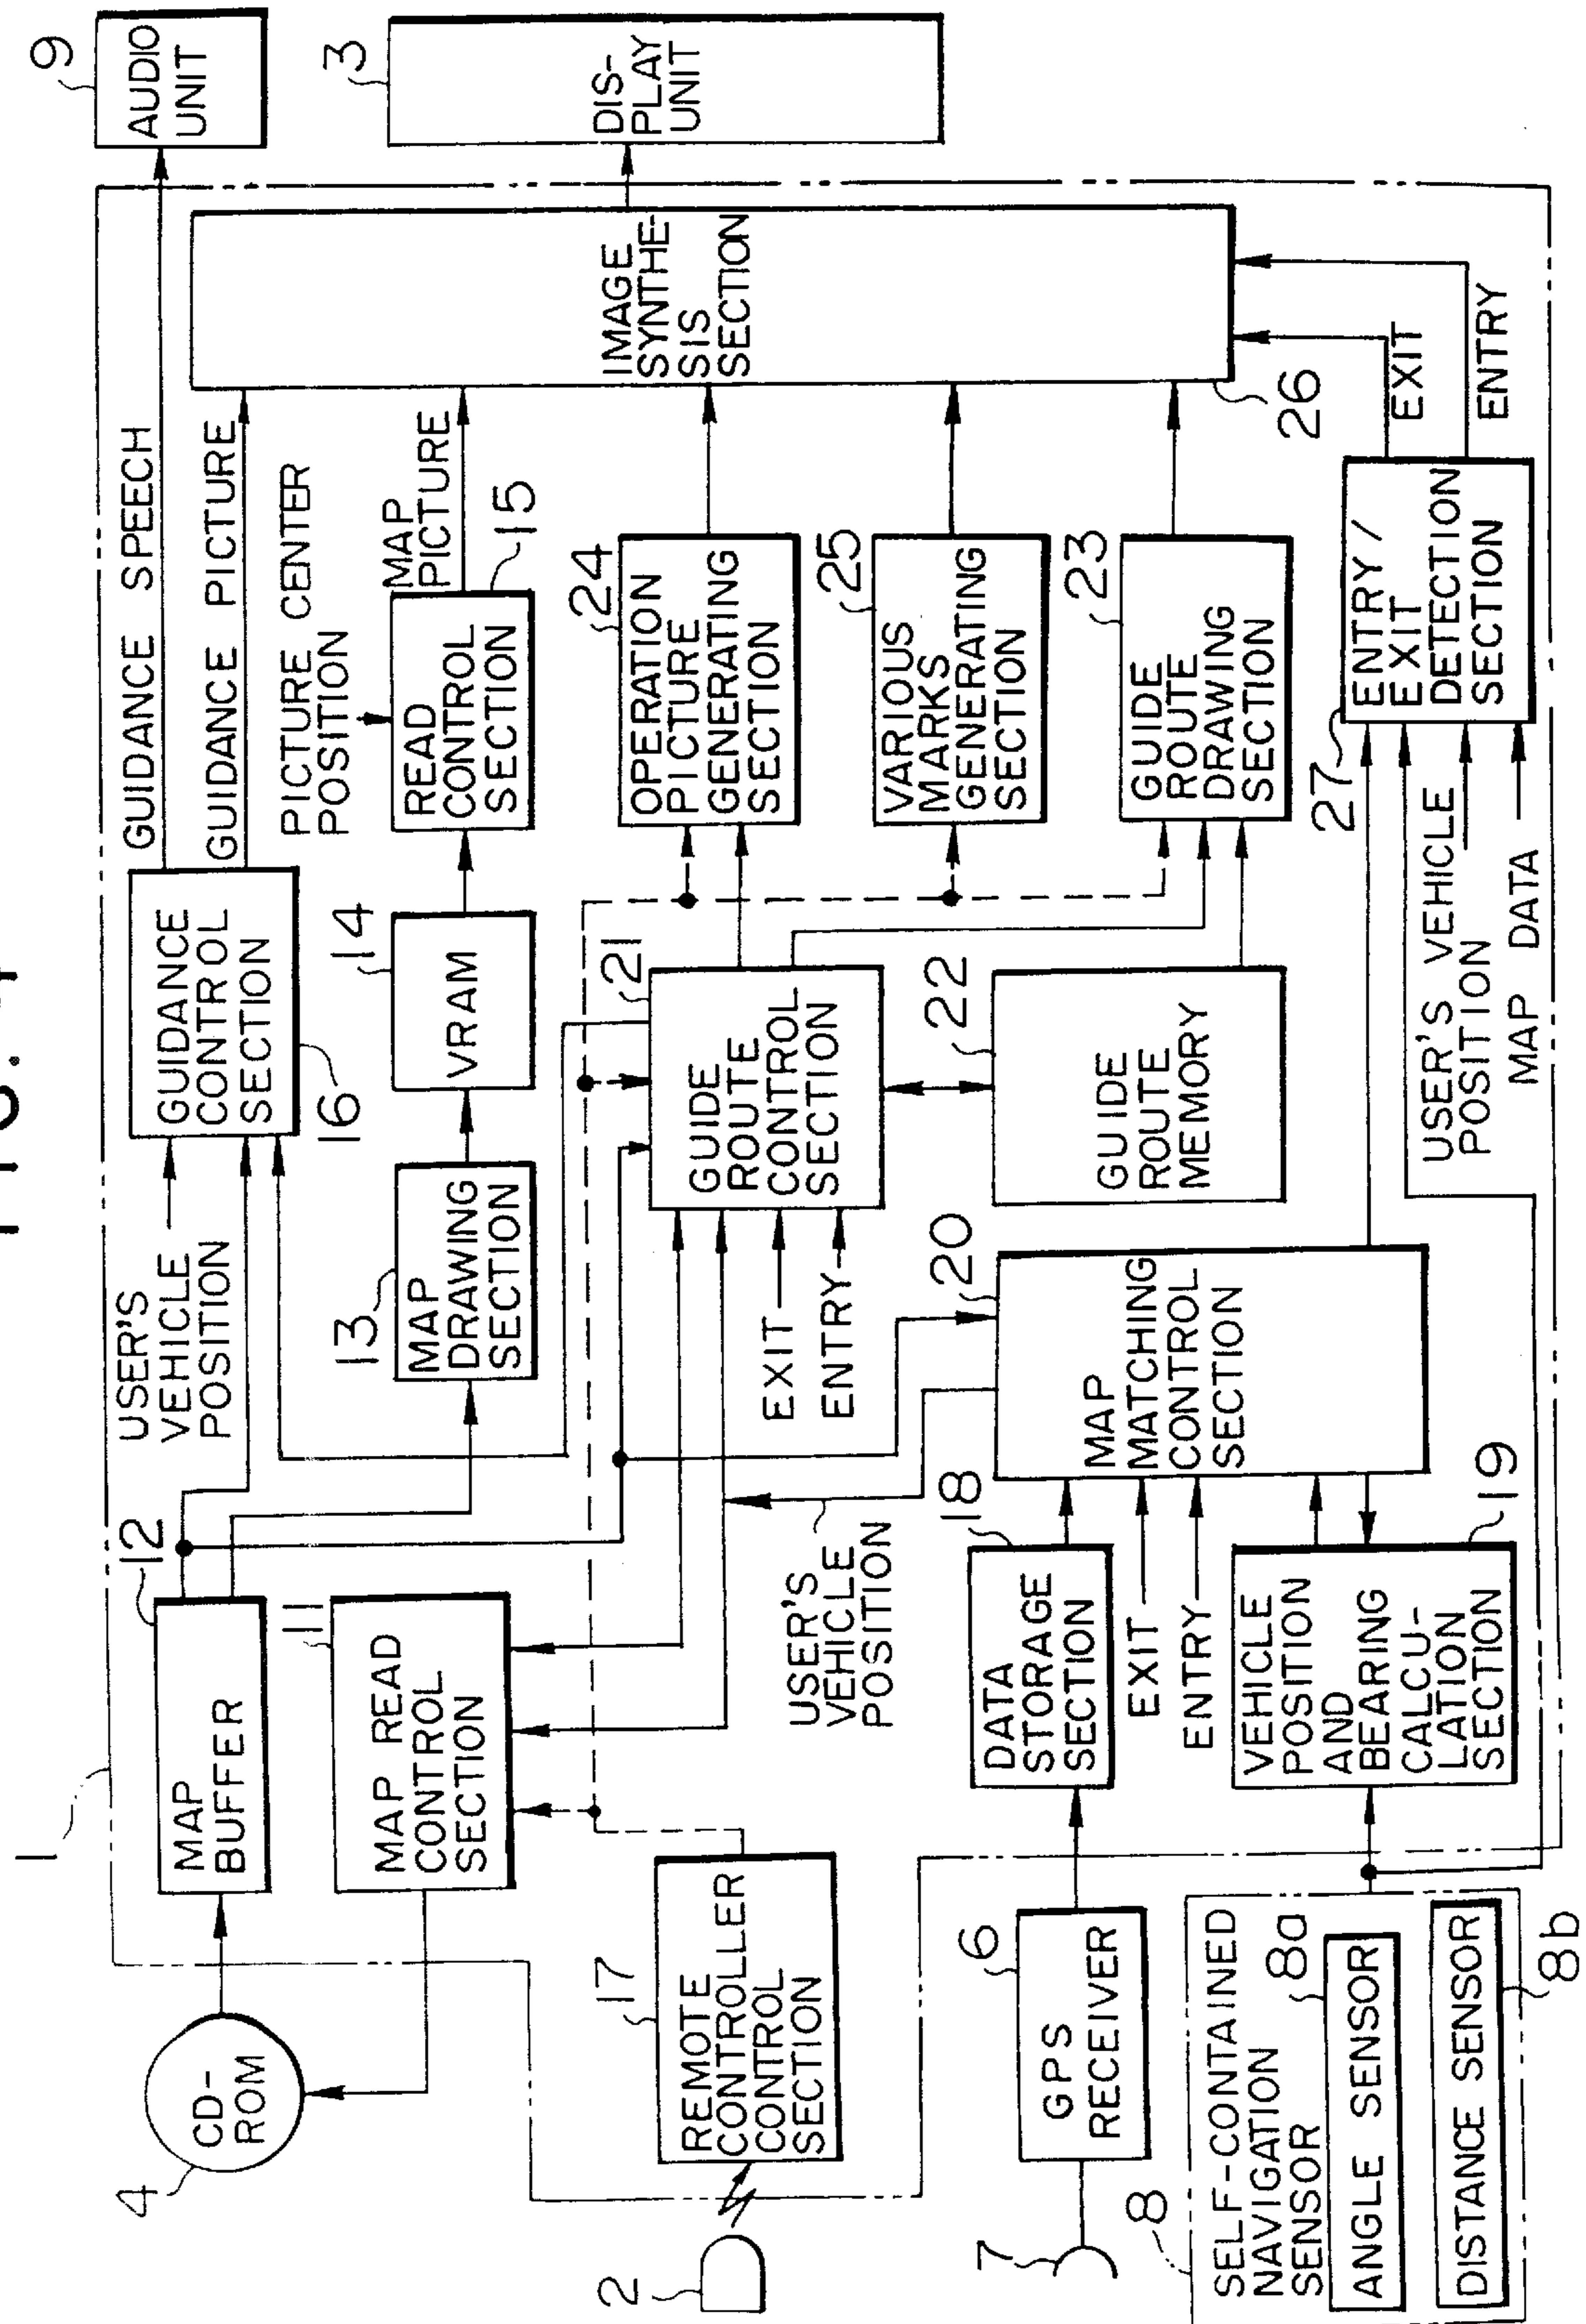 1
4
CD-
ROM
12
MAP
BUFFER
11
MAP READ
CONTROL
SECTION
2
17
REMOTE
CONTROLLER
CONTROL
SECTION
7
6
GPS
RECEIVER
8
SELF-CONTAINED
NAVIGATION
SENSOR
8a
ANGLE SENSOR
DISTANCE SENSOR
8b
USER'S
VEHICLE
POSITION
GUIDANCE
CONTROL
SECTION
16
13
MAP
DRAWING
SECTION
14
VRAM
PICTURE CENTER
POSITION
READ
CONTROL
SECTION
15
GUIDANCE SPEECH
GUIDANCE PICTURE
MAP
PICTURE
9
AUDIO
UNIT
3
DIS-
PLAY
UNIT
IMAGE
SYNTHE-
SIS
SECTION
26
21
GUIDE
ROUTE
CONTROL
SECTION
EXIT
ENTRY
22
GUIDE
ROUTE
MEMORY
24
OPERATION
PICTURE
GENERATING
SECTION
25
VARIOUS
MARKS
GENERATING
SECTION
23
GUIDE
ROUTE
DRAWING
SECTION
USER'S
VEHICLE
POSITION
18
DATA
STORAGE
SECTION
EXIT
ENTRY
VEHICLE
POSITION
AND
BEARING
CALCU-
LATION
SECTION
19
20
MAP
MATCHING
CONTROL
SECTION
27
ENTRY/
EXIT
DETECTION
SECTION
USER'S VEHICLE
POSITION
MAP DATA
EXIT
ENTRY